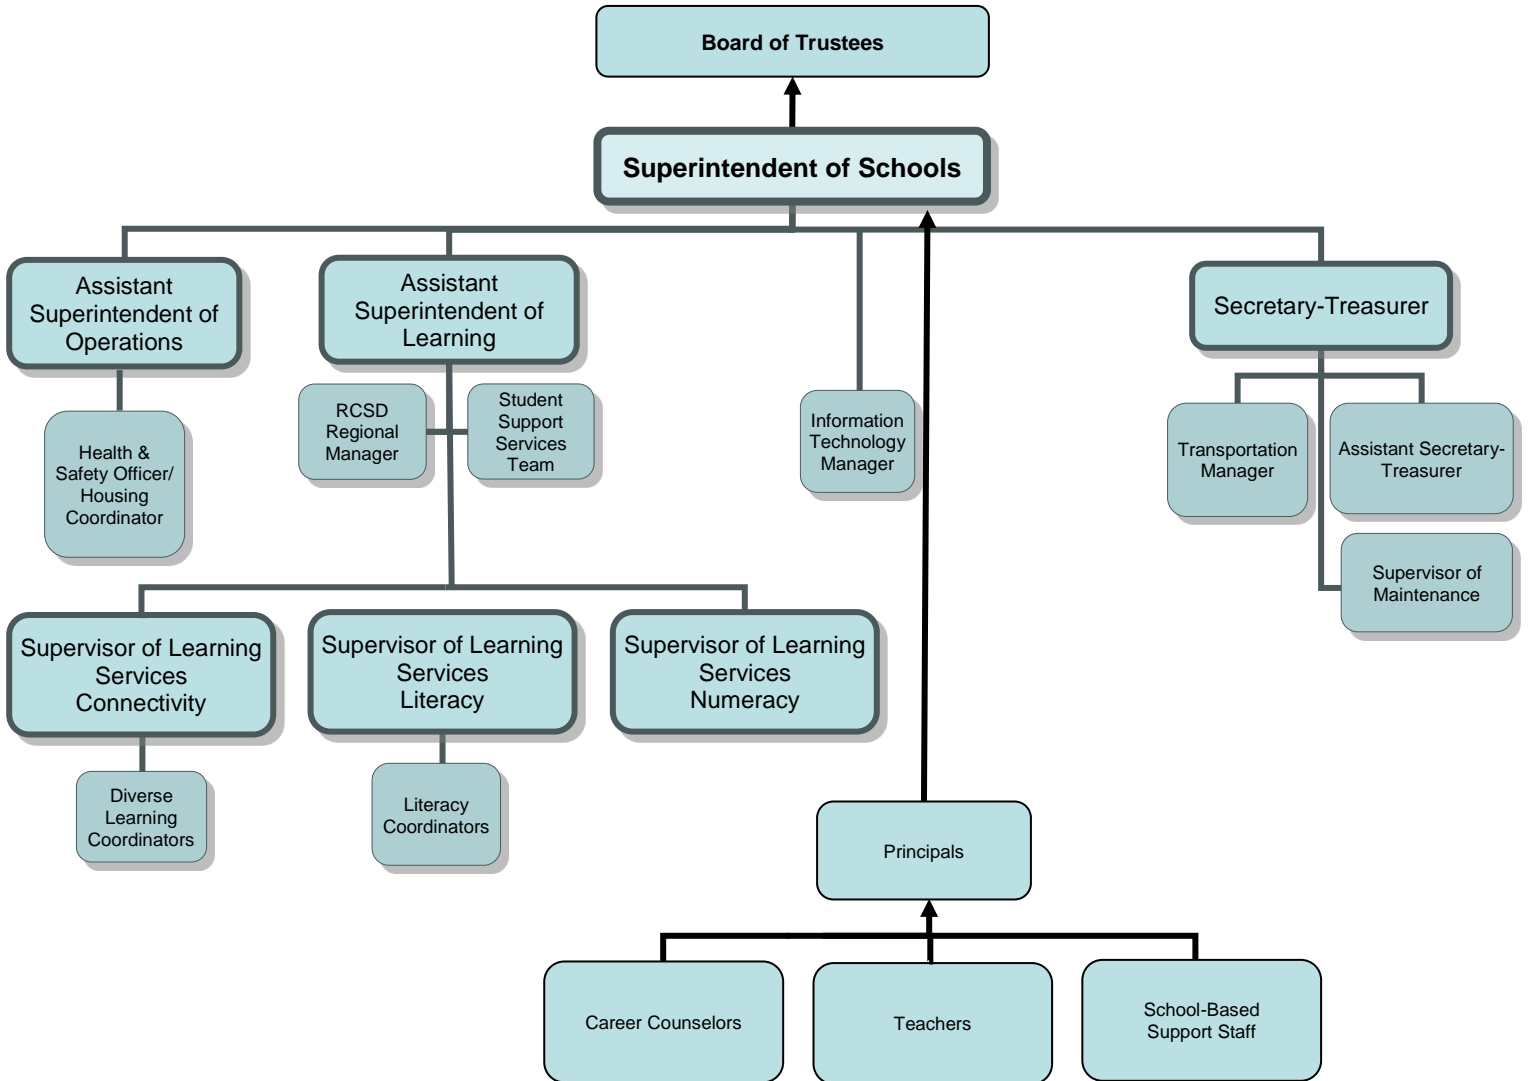 Board of Trustees
Superintendent of Schools
Assistant
Superintendent of
Operations
Assistant
Superintendent of
Learning
Secretary-Treasurer
Health &
Safety Officer/
Housing
Coordinator
RCSD
Regional
Manager
Student
Support
Services
Team
Information
Technology
Manager
Transportation
Manager
Assistant Secretary-
Treasurer
Supervisor of
Maintenance
Supervisor of Learning
Services
Connectivity
Supervisor of Learning
Services
Literacy
Supervisor of Learning
Services
Numeracy
Diverse
Learning
Coordinators
Literacy
Coordinators
Principals
Career Counselors
Teachers
School-Based
Support Staff